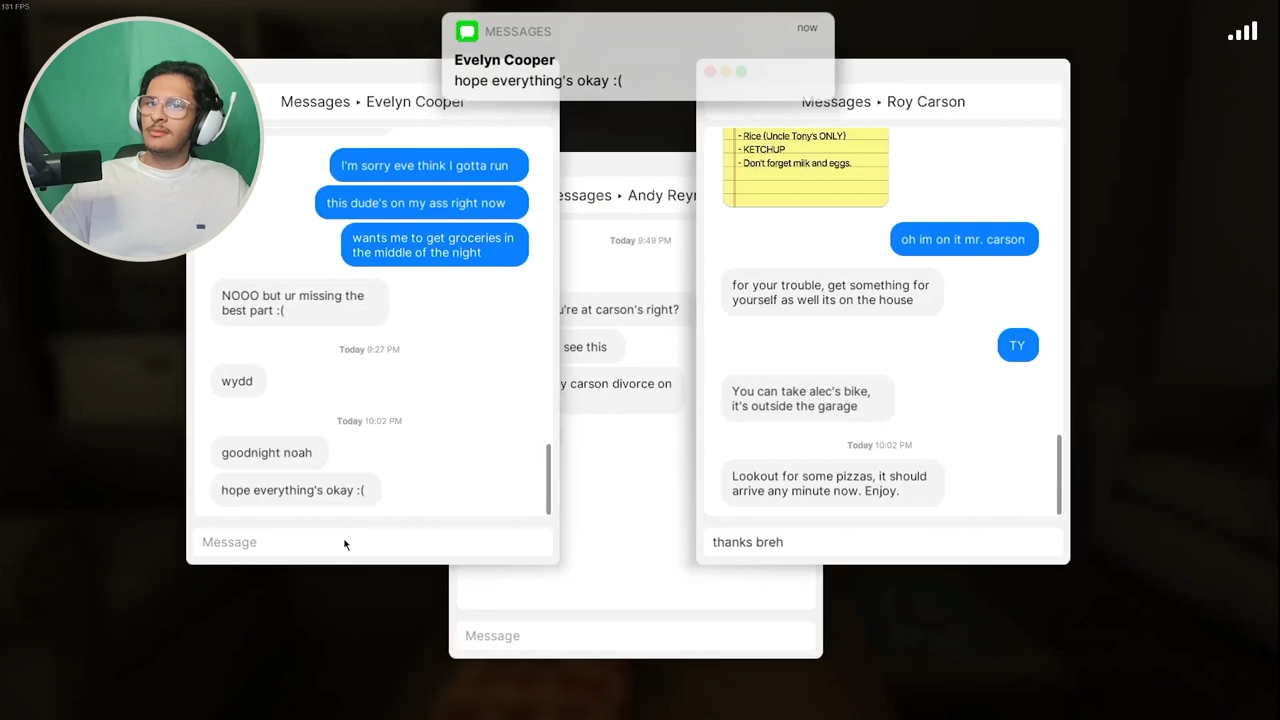 181 FPS
MESSAGES
now
Evelyn Cooper
hope everything's okay :(
Messages ▸ Evelyn Cooper
I'm sorry eve think I gotta run
this dude's on my ass right now
wants me to get groceries in
the middle of the night
NOOO but ur missing the
best part :(
Today 9:27 PM
wydd
Today 10:02 PM
goodnight noah
hope everything's okay :(
Message
essages ▸ Andy Reyn
Today 9:49 PM
u're at carson's right?
see this
y carson divorce on
Message
Messages ▸ Roy Carson
- Rice (Uncle Tony's ONLY)
- KETCHUP
- Don't forget milk and eggs.
oh im on it mr. carson
for your trouble, get something for
yourself as well its on the house
TY
You can take alec's bike,
it's outside the garage
Today 10:02 PM
Lookout for some pizzas, it should
arrive any minute now. Enjoy.
thanks breh